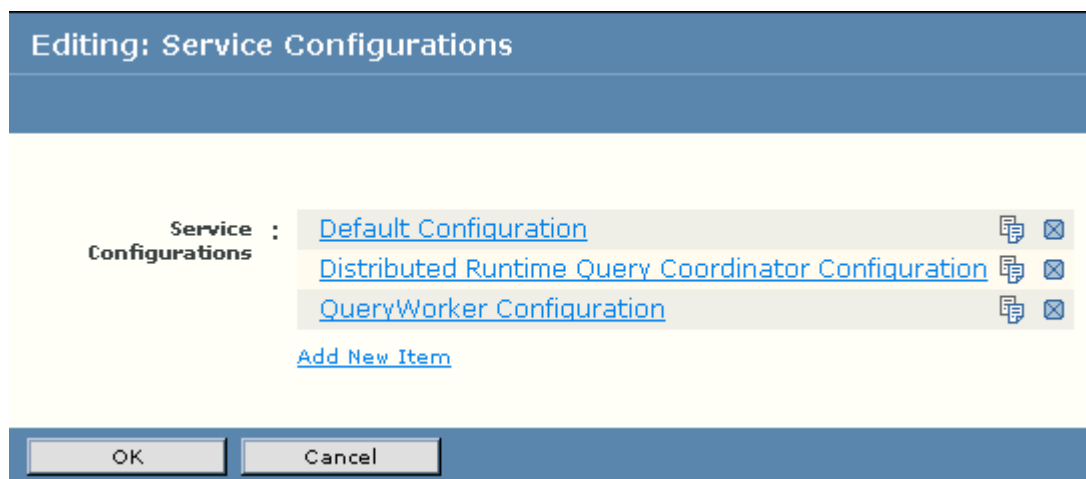 Editing: Service Configurations
Service : Default Configuration
Configurations
Distributed Runtime Query Coordinator Configuration
QueryWorker Configuration
Add New Item
OK Cancel